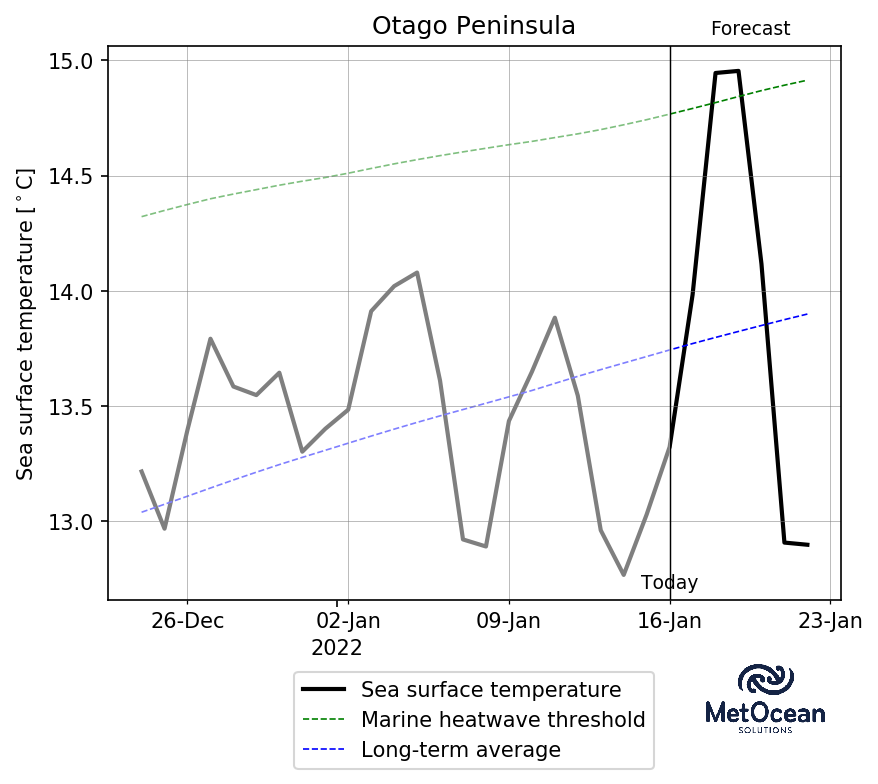 Otago Peninsula
Forecast
Sea surface temperature [°C]
15.0
14.5
14.0
13.5
13.0
Today
26-Dec
02-Jan
09-Jan
16-Jan
23-Jan
2022
Sea surface temperature
Marine heatwave threshold
Long-term average
MetOcean
SOLUTIONS